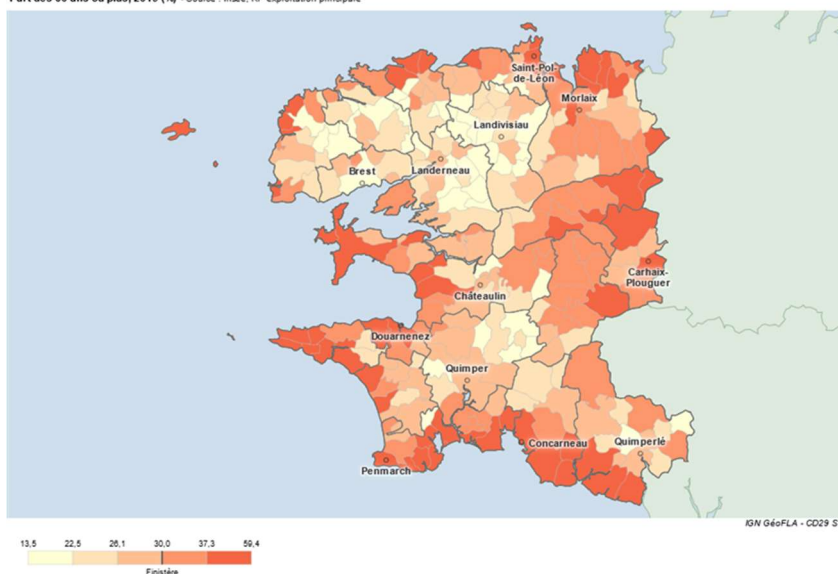 Saint-Pol-
de-Léon
Morlaix
Landivisiau
Brest
Landerneau
Carhaix-
Plouguer
Châteaulin
Douarnenez
Quimper
Concarneau
Quimperlé
Penmarch
IGN GéoFLA - CD29 S
13,5 22,5 26,1 30,0 37,3 59,4
Finistère